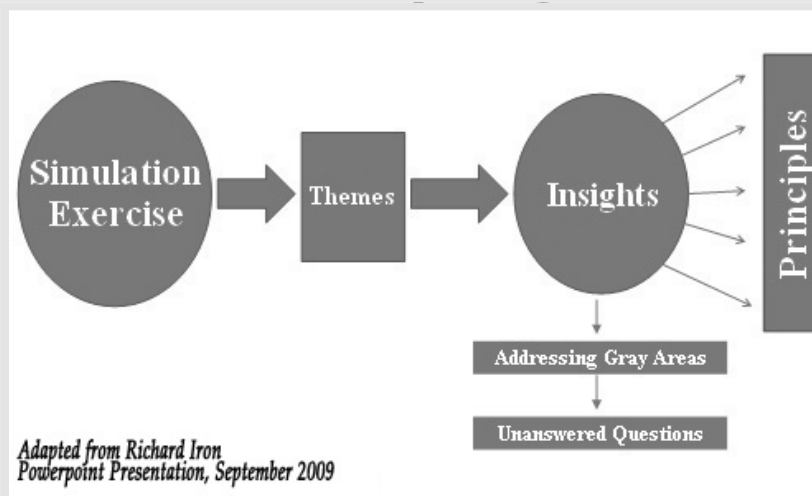 Simulation
Exercise
Themes
Insights
Principles
Addressing Gray Areas
Unanswered Questions
Adapted from Richard Iron
Powerpoint Presentation, September 2009